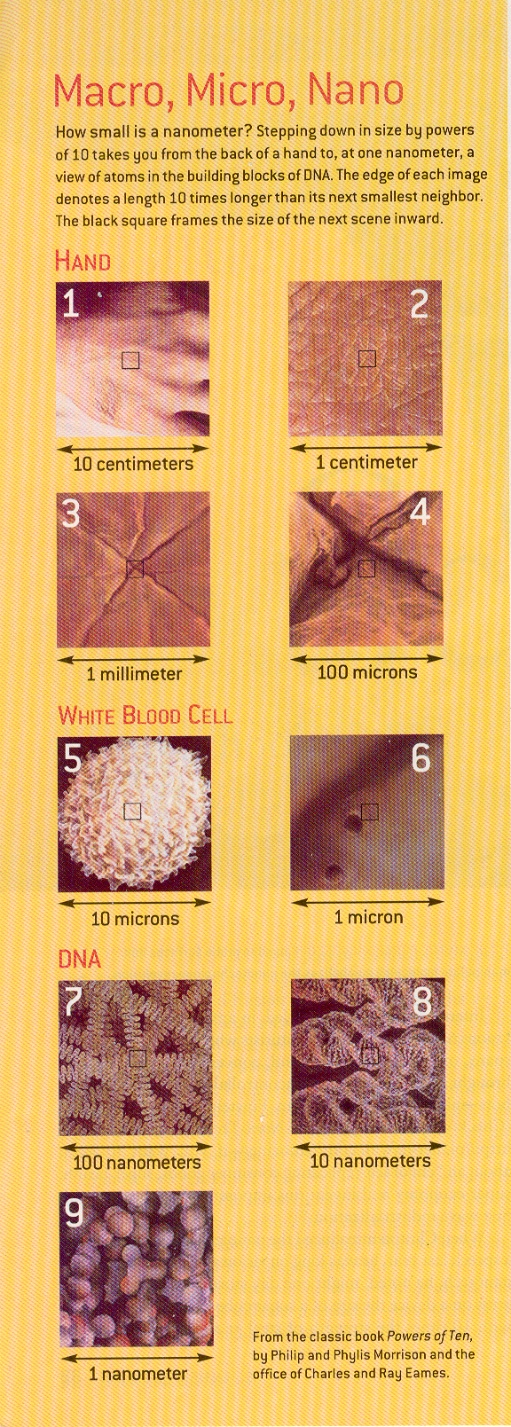 Macro, Micro, Nano
How small is a nanometer? Stepping down in size by powers
of 10 takes you from the back of a hand to, at one nanometer, a
view of atoms in the building blocks of DNA. The edge of each image
denotes a length 10 times longer than its next smallest neighbor.
The black square frames the size of the next scene inward.
HAND
1
2
10 centimeters
1 centimeter
3
4
1 millimeter
100 microns
WHITE BLOOD CELL
5
6
10 microns
1 micron
DNA
7
8
100 nanometers
10 nanometers
9
1 nanometer
From the classic book Powers of Ten,
by Philip and Phylis Morrison and the
office of Charles and Ray Eames.